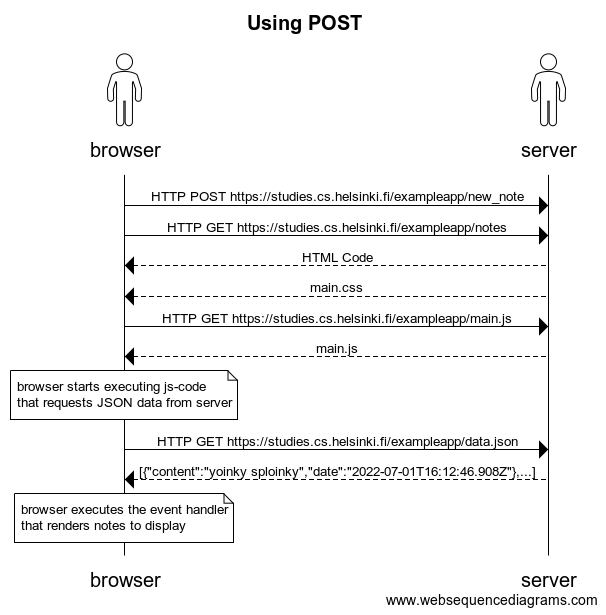 Using POST
browser
server
HTTP POST https://studies.cs.helsinki.fi/exampleapp/new_note
HTTP GET https://studies.cs.helsinki.fi/exampleapp/notes
HTML Code
main.css
HTTP GET https://studies.cs.helsinki.fi/exampleapp/main.js
main.js
browser starts executing js-code
that requests JSON data from server
HTTP GET https://studies.cs.helsinki.fi/exampleapp/data.json
[{"content":"yoinky sploinky","date":"2022-07-01T16:12:46.908Z"},...]
browser executes the event handler
that renders notes to display
browser
server
www.websequencediagrams.com